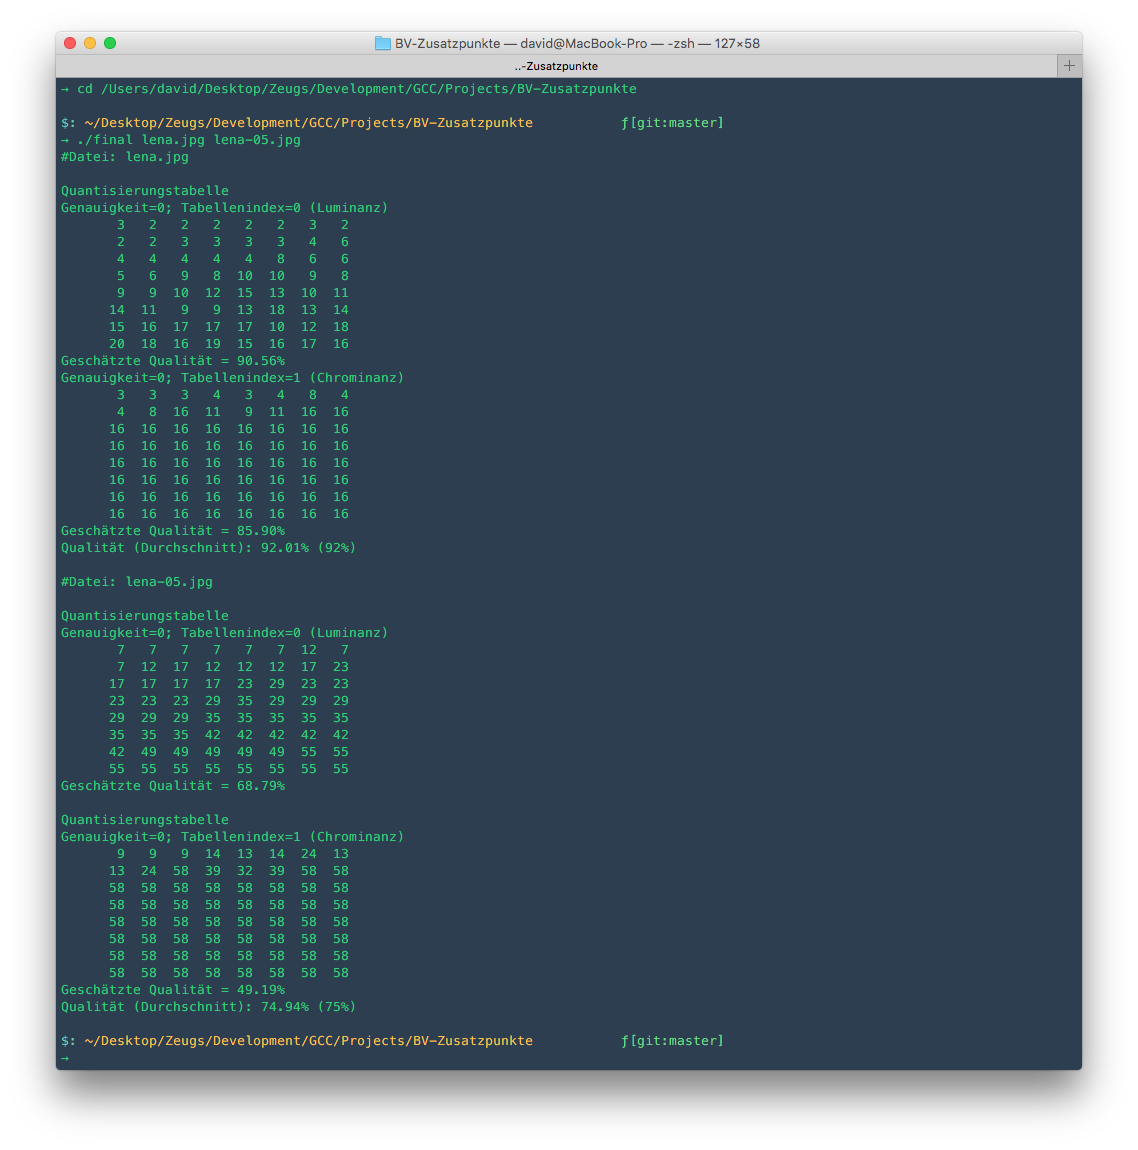 BV-Zusatzpunkte — david@MacBook-Pro — -zsh — 127×58
..-Zusatzpunkte
→ cd /Users/david/Desktop/Zeugs/Development/GCC/Projects/BV-Zusatzpunkte
$: ~/Desktop/Zeugs/Development/GCC/Projects/BV-Zusatzpunkte ƒ[git:master]
→ ./final lena.jpg lena-05.jpg
#Datei: lena.jpg
Quantisierungstabelle
Genauigkeit=0; Tabellenindex=0 (Luminanz)
3 2 2 2 2 2 3 2
2 2 3 3 3 3 4 6
4 4 4 4 4 8 6 6
5 6 9 8 10 10 9 8
9 9 10 12 15 13 10 11
14 11 9 9 13 18 13 14
15 16 17 17 17 10 12 18
20 18 16 19 15 16 17 16
Geschätzte Qualität = 90.56%
Genauigkeit=0; Tabellenindex=1 (Chrominanz)
3 3 3 4 3 4 8 4
4 8 16 11 9 11 16 16
16 16 16 16 16 16 16 16
16 16 16 16 16 16 16 16
16 16 16 16 16 16 16 16
16 16 16 16 16 16 16 16
16 16 16 16 16 16 16 16
16 16 16 16 16 16 16 16
Geschätzte Qualität = 85.90%
Qualität (Durchschnitt): 92.01% (92%)
#Datei: lena-05.jpg
Quantisierungstabelle
Genauigkeit=0; Tabellenindex=0 (Luminanz)
7 7 7 7 7 7 12 7
7 12 17 12 12 12 17 23
17 17 17 17 23 29 23 23
23 23 23 29 35 29 29 29
29 29 29 35 35 35 35 35
35 35 35 42 42 42 42 42
42 49 49 49 49 49 55 55
55 55 55 55 55 55 55 55
Geschätzte Qualität = 68.79%
Quantisierungstabelle
Genauigkeit=0; Tabellenindex=1 (Chrominanz)
9 9 9 14 13 14 24 13
13 24 58 39 32 39 58 58
58 58 58 58 58 58 58 58
58 58 58 58 58 58 58 58
58 58 58 58 58 58 58 58
58 58 58 58 58 58 58 58
58 58 58 58 58 58 58 58
58 58 58 58 58 58 58 58
Geschätzte Qualität = 49.19%
Qualität (Durchschnitt): 74.94% (75%)
$: ~/Desktop/Zeugs/Development/GCC/Projects/BV-Zusatzpunkte ƒ[git:master]
→